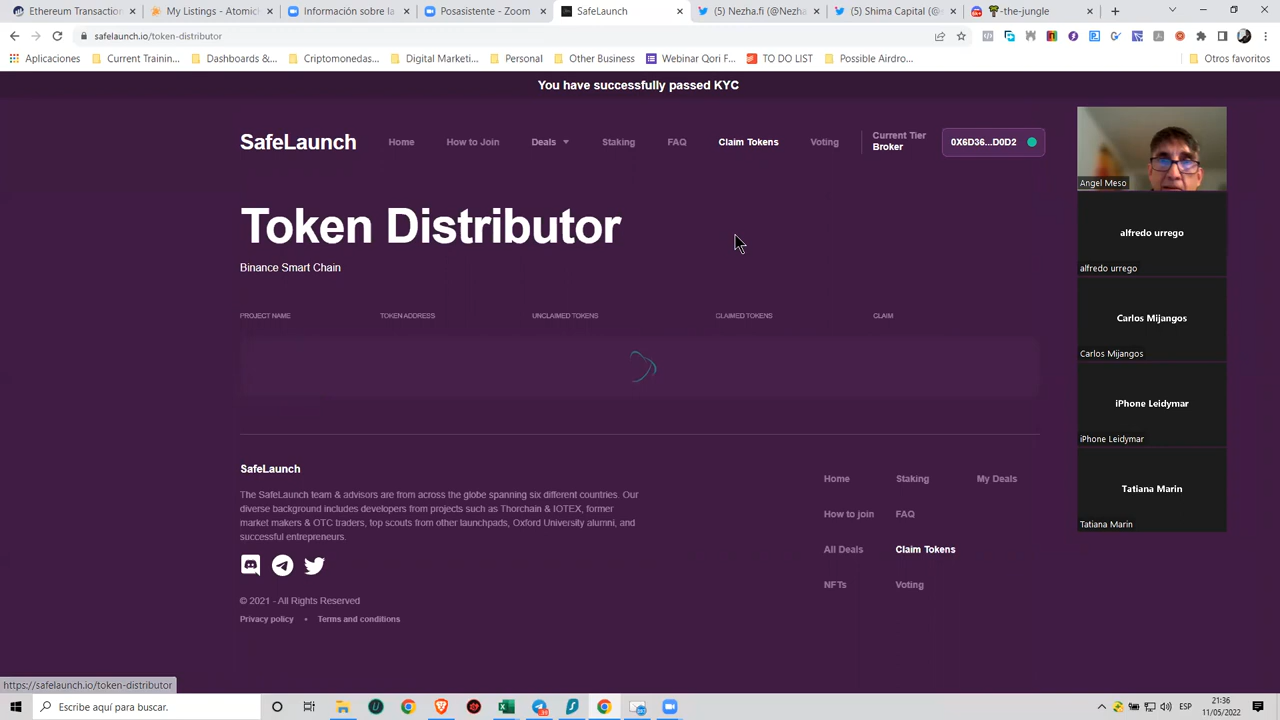 Ethereum Transaction
My Listings - Axiomy
Información sobre la
Posasistente - Zoom
SafeLaunch
(5) Nezha.fi (@Nezha
(5) Shima Capital (@
-the-jungle
safelaunch.io/token-distributor
Aplicaciones
Current Trainin...
Dashboards &...
Criptomonedas...
Digital Marketi...
Personal
Other Business
Webinar Qori F...
TO DO LIST
Possible Airdro...
Otros favoritos
You have successfully passed KYC
SafeLaunch
Home
How to Join
Deals
Staking
FAQ
Claim Tokens
Voting
Current Tier
Broker
0X6D36...D0D2
Angel Meso
Token Distributor
Binance Smart Chain
alfredo urrego
alfredo urrego
PROJECT NAME
TOKEN ADDRESS
UNCLAIMED TOKENS
CLAIMED TOKENS
CLAIM
Carlos Mijangos
Carlos Mijangos
iPhone Leidymar
iPhone Leidymar
Tatiana Marin
Tatiana Marin
SafeLaunch
The SafeLaunch team & advisors are from across the globe spanning six different countries. Our
diverse background includes developers from projects such as Thorchain & IOTEX, former
market makers & OTC traders, top scouts from other launchpads, Oxford University alumni, and
successful entrepreneurs.
Home
Staking
My Deals
How to join
FAQ
All Deals
Claim Tokens
NFTs
Voting
© 2021 - All Rights Reserved
Privacy policy • Terms and conditions
https://safelaunch.io/token-distributor
Escribe aquí para buscar
ESP
21:36
11/05/2022